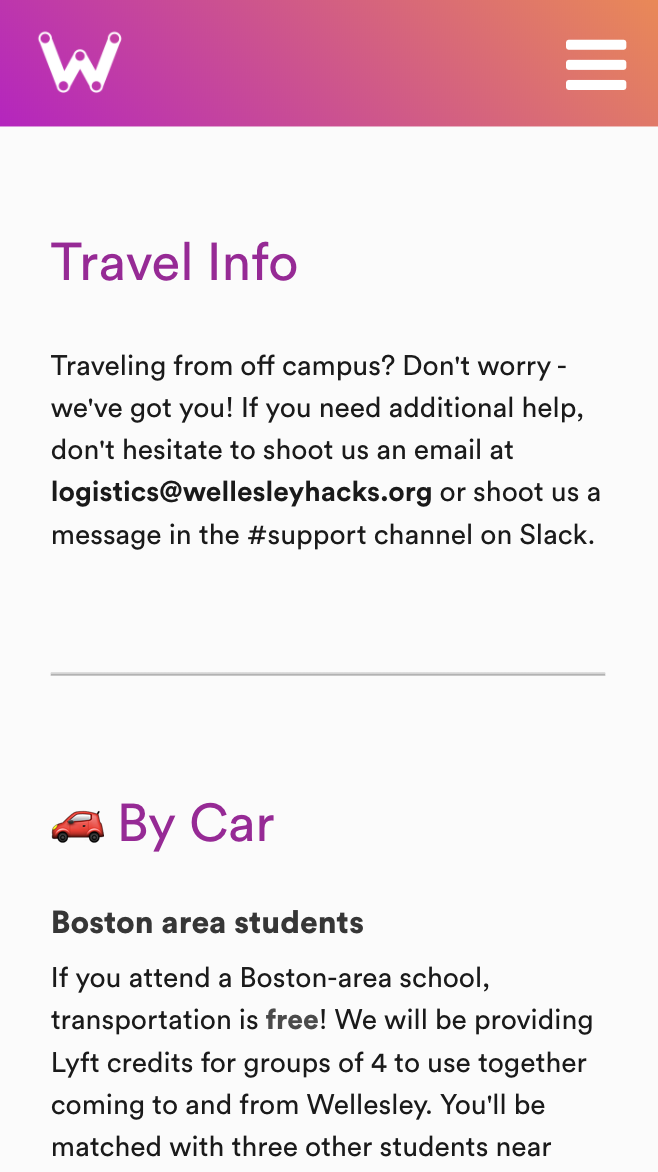 W
Travel Info
Traveling from off campus? Don't worry -
we've got you! If you need additional help,
don't hesitate to shoot us an email at
logistics@wellesleyhacks.org or shoot us a
message in the #support channel on Slack.
By Car
Boston area students
If you attend a Boston-area school,
transportation is free! We will be providing
Lyft credits for groups of 4 to use together
coming to and from Wellesley. You'll be
matched with three other students near